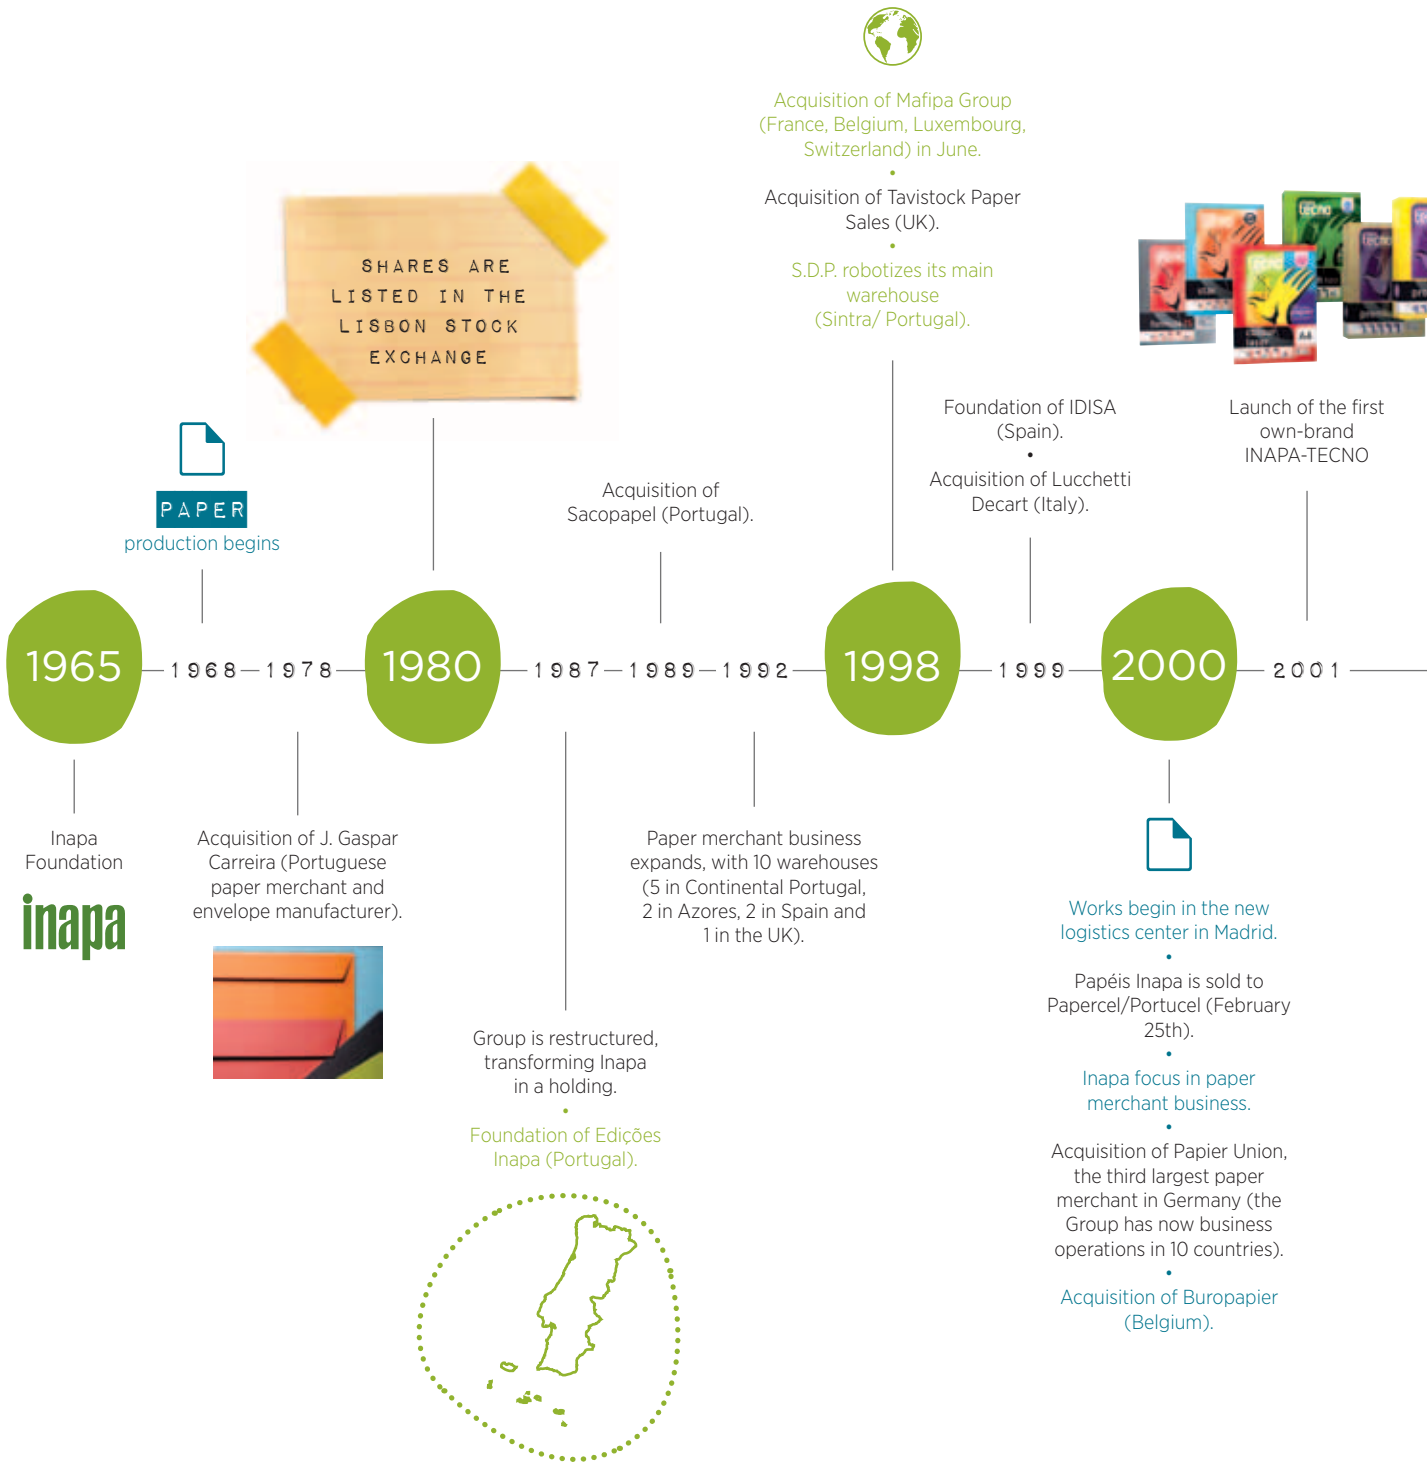 Acquisition of Mafipa Group
(France, Belgium, Luxembourg,
Switzerland) in June.
•
Acquisition of Tavistock Paper
Sales (UK).
•
S.D.P. robotizes its main
warehouse
(Sintra/ Portugal).
SHARES ARE
LISTED IN THE
LISBON STOCK
EXCHANGE
tecno
Foundation of IDISA
(Spain).
•
Acquisition of Lucchetti
Decart (Italy).
Launch of the first
own-brand
INAPA-TECNO
PAPER
production begins
Acquisition of
Sacopapel (Portugal).
1965
1968
1978
1980
1987
1989
1992
1998
1999
2000
2001
Inapa
Foundation
inapa
Acquisition of J. Gaspar
Carreira (Portuguese
paper merchant and
envelope manufacturer).
Group is restructured,
transforming Inapa
in a holding.
•
Foundation of Edições
Inapa (Portugal).
Paper merchant business
expands, with 10 warehouses
(5 in Continental Portugal,
2 in Azores, 2 in Spain and
1 in the UK).
Works begin in the new
logistics center in Madrid.
•
Papéis Inapa is sold to
Papercel/Portucel (February
25th).
•
Inapa focus in paper
merchant business.
•
Acquisition of Papier Union,
the third largest paper
merchant in Germany (the
Group has now business
operations in 10 countries).
•
Acquisition of Buropapier
(Belgium).